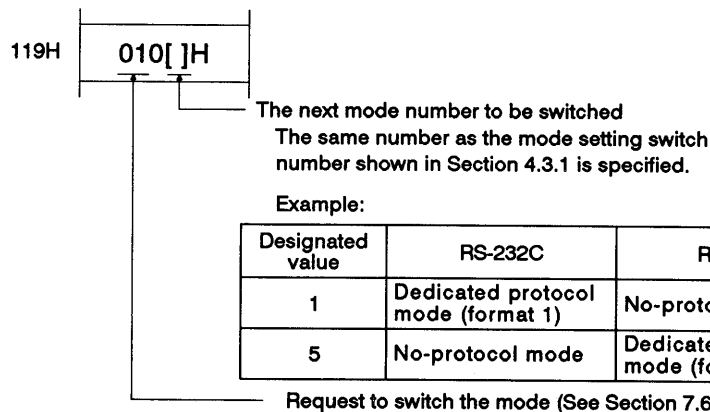 119H 010[ ]H
The next mode number to be switched
The same number as the mode setting switch
number shown in Section 4.3.1 is specified.
Example:
Designated value RS-232C
1 Dedicated protocol mode (format 1)
5 No-protocol mode mode
Request to switch the mode (See Section 7.6